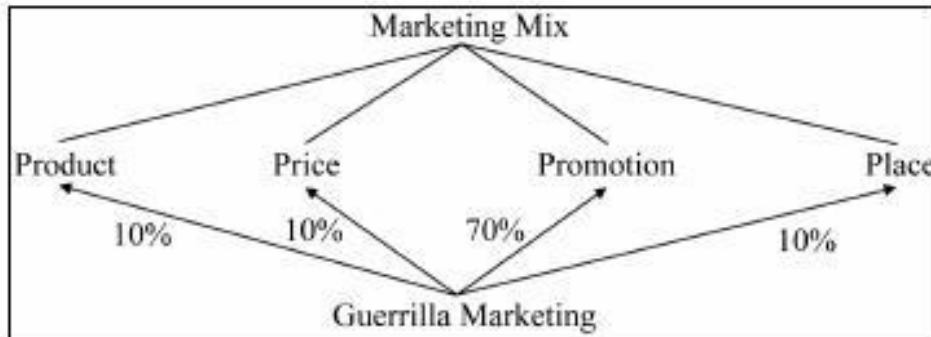 Marketing Mix
Product Price Promotion Place
10% 10% 70% 10%
Guerrilla Marketing